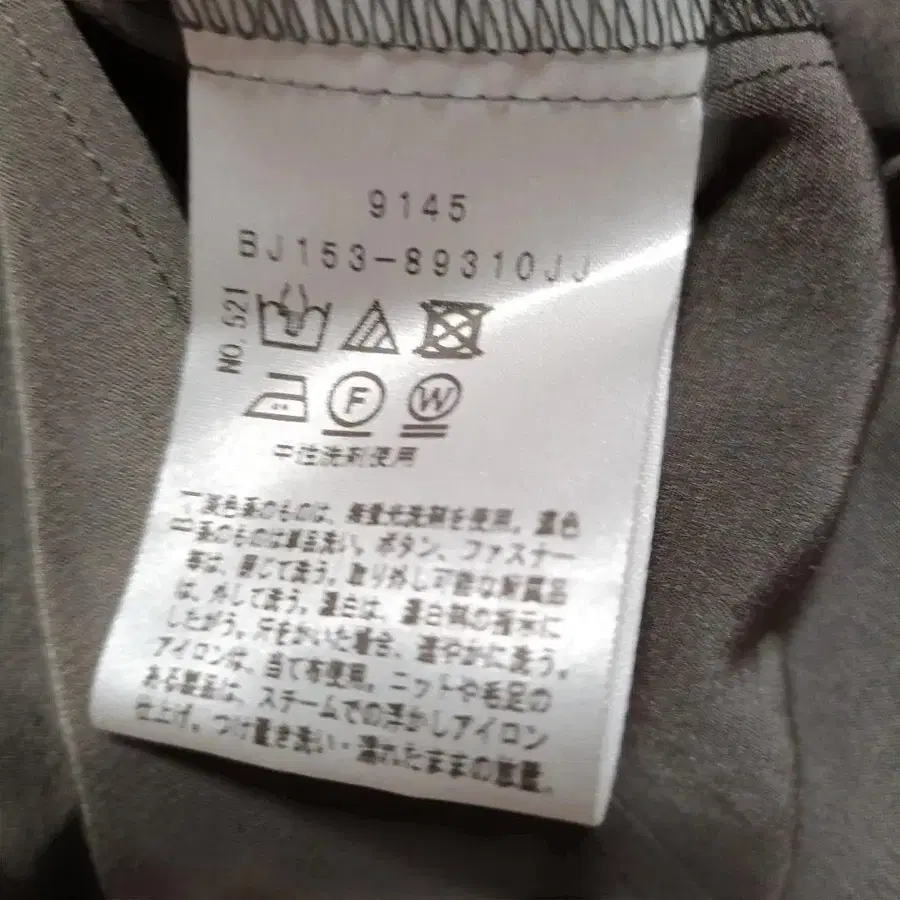 9145
BJ153-89310JJ
NO. 521
F W
中性洗剤使用
淡色系のものは、無蛍光洗剤を使用。濃色
系のものは単品洗い。ボタン、ファスナー
等は、閉じて洗う。取り外し可能な附属品
は、外して洗う。漂白は、漂白剤の指示に
したがう。汗をかいた場合、速やかに洗う。
アイロンは、当て布使用。ニットや毛足の
ある製品は、スチームでの浮かしアイロン
仕上げ。つけ置き洗い・濡れたままの放置、